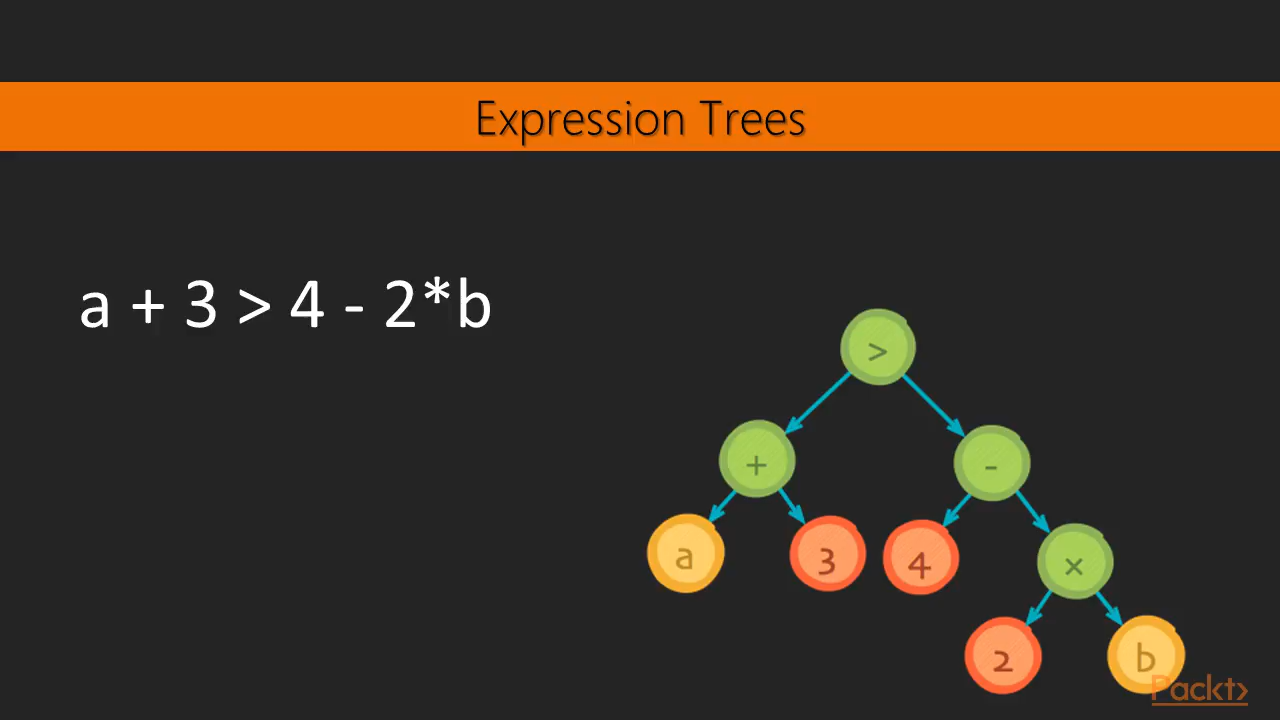 Expression Trees
a + 3 > 4 - 2*b
>
+
-
a
3
4
×
2
b
Packt>